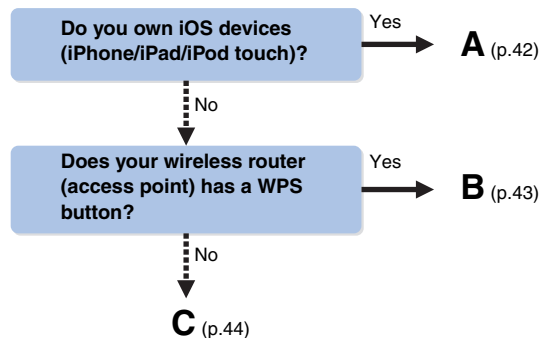 Do you own iOS devices
(iPhone/iPad/iPod touch)?
Yes
A (p.42)
No
Does your wireless router
(access point) has a WPS
button?
Yes
B (p.43)
No
C (p.44)